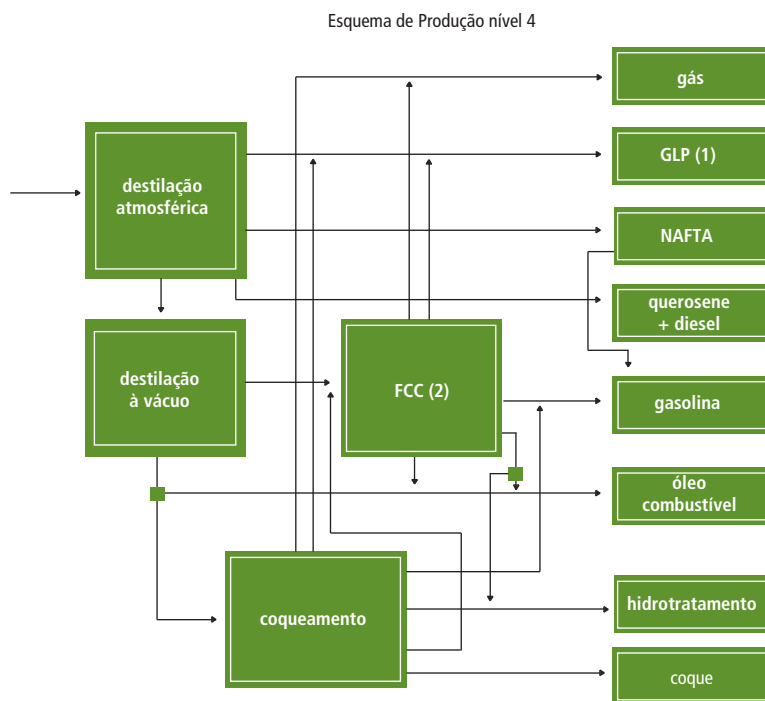 Esquema de Produção nível 4
gás
destilação
atmosférica
GLP (1)
NAFTA
querosene
+ diesel
destilação
à vácuo
FCC (2)
gasolina
óleo
combustível
coqueamento
hidrotratamento
coque